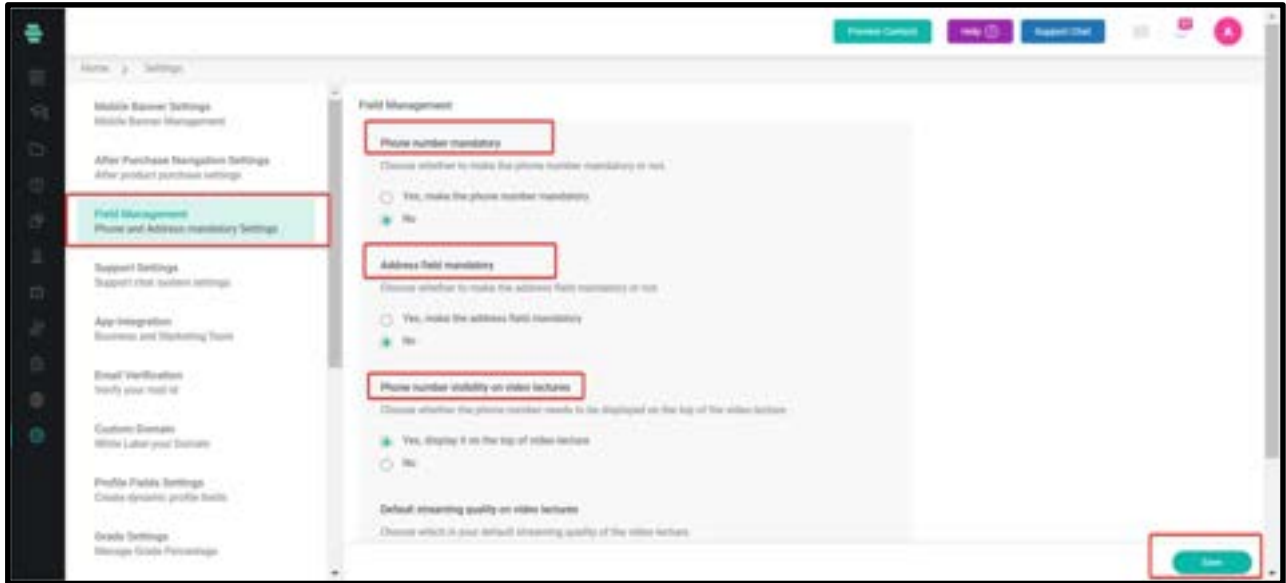 Preview Content
Help
Support Chat
A
Home > Settings
Mobile Banner Settings
Mobile Banner Management
After Purchase Navigation Settings
After product purchase settings
Field Management
Phone and Address mandatory Settings
Support Settings
Support chat system settings
App Integration
Business and Marketing Tools
Email Verification
Verify your mail id
Custom Domain
White Label your Domain
Profile Fields Settings
Create dynamic profile fields
Grade Settings
Manage Grade Percentage
Field Management
Phone number mandatory
Choose whether to make the phone number mandatory or not
Yes, make the phone number mandatory
No
Address field mandatory
Choose whether to make the address field mandatory or not
Yes, make the address field mandatory
No
Phone number visibility on video lectures
Choose whether the phone number needs to be displayed on the top of the video lecture
Yes, display it on the top of video lecture
No
Default streaming quality on video lectures
Choose which is your default streaming quality of the video lecture
Save